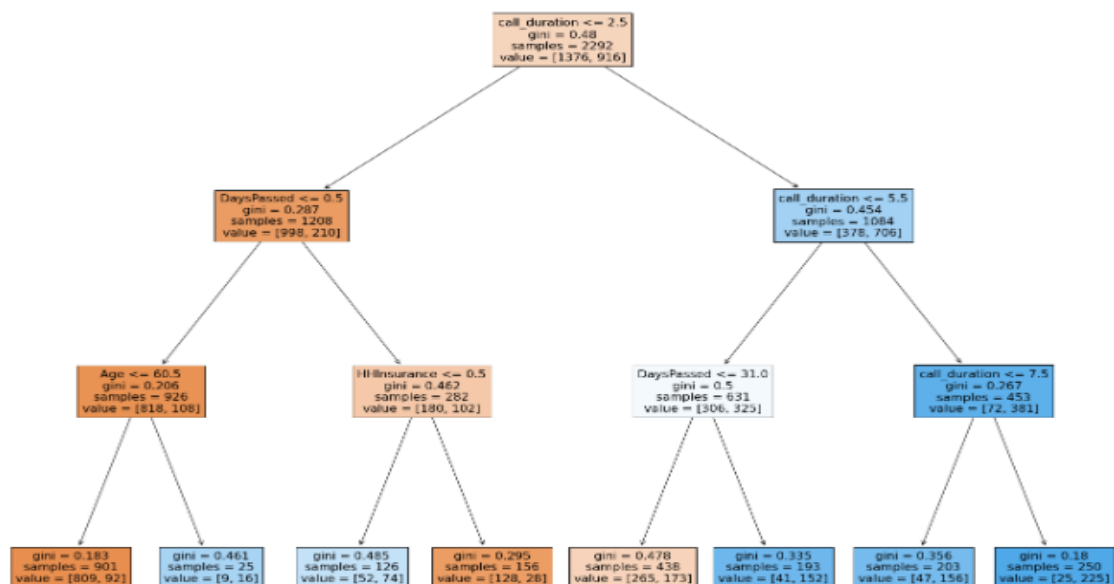 call_duration <= 2.5
gini = 0.48
samples = 2292
value = [1376, 916]
DaysPassed <= 0.5
gini = 0.287
samples = 1208
value = [998, 210]
call_duration <= 5.5
gini = 0.454
samples = 1084
value = [378, 706]
Age <= 60.5
gini = 0.206
samples = 926
value = [818, 108]
HHInsurance <= 0.5
gini = 0.462
samples = 282
value = [180, 102]
DaysPassed <= 31.0
gini = 0.5
samples = 631
value = [306, 325]
call_duration <= 7.5
gini = 0.267
samples = 453
value = [72, 381]
gini = 0.183
samples = 901
value = [809, 92]
gini = 0.461
samples = 25
value = [9, 16]
gini = 0.485
samples = 126
value = [52, 74]
gini = 0.295
samples = 156
value = [128, 28]
gini = 0.478
samples = 438
value = [265, 173]
gini = 0.335
samples = 193
value = [41, 152]
gini = 0.356
samples = 203
value = [47, 156]
gini = 0.18
samples = 250
value = [25, 225]